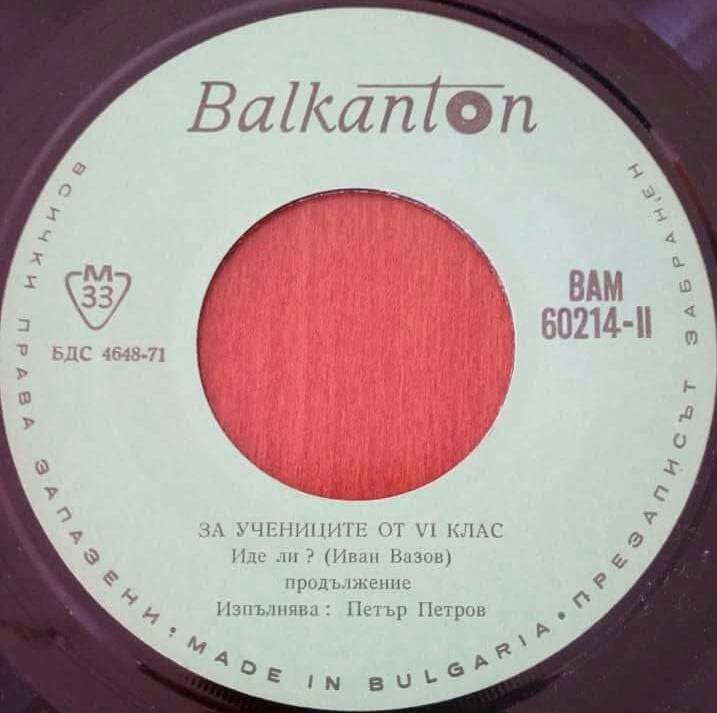 Balkanton
М
33
БДС 4648-71
ВАМ
60214-II
ЗА УЧЕНИЦИТЕ ОТ VI КЛАС
Иде ли ? (Иван Вазов)
продължение
Изпълнява : Петър Петров
ВСИЧКИ ПРАВА ЗАПАЗЕНИ • MADE IN BULGARIA • ПРЕЗАПИСЪТ ЗАБРАНЕН